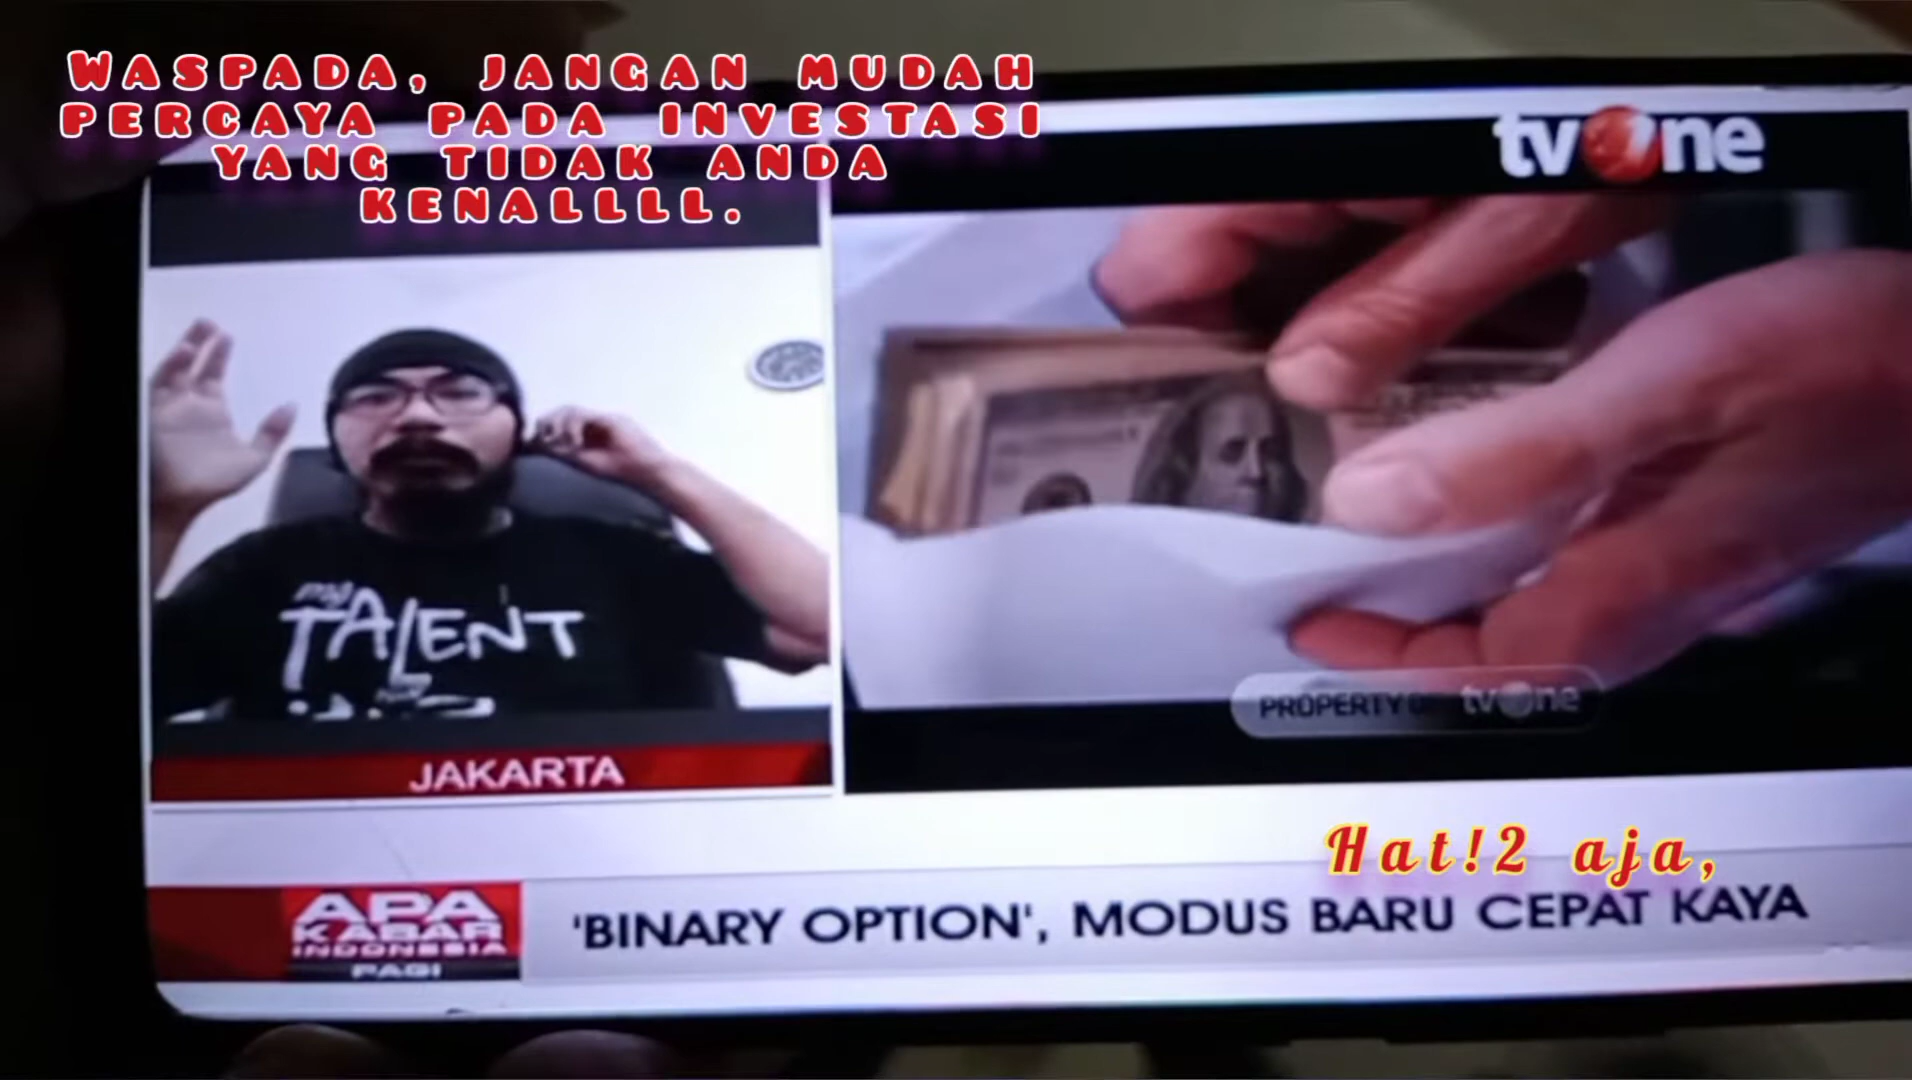 WASPADA, JANGAN MUDAH
PERCAYA PADA INVESTASI
YANG TIDAK ANDA
KENALLLL.
tvOne
TALENT
PROPERTY OF tvOne
JAKARTA
Hat!2 aja,
APA
KABAR
INDONESIA
PAGI
'BINARY OPTION', MODUS BARU CEPAT KAYA